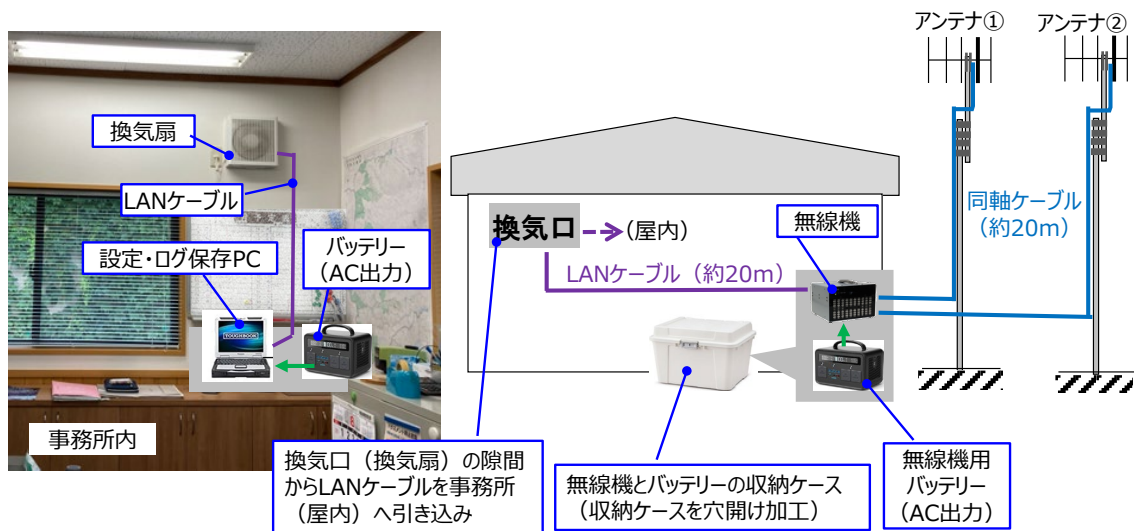 アンテナ①
アンテナ②
換気扇
LANケーブル
設定・ログ保存PC
バッテリー
（AC出力）
TOUGHBOOK
事務所内
換気口
（屋内）
LANケーブル（約20m）
無線機
同軸ケーブル
（約20m）
換気口（換気扇）の隙間
からLANケーブルを事務所
（屋内）へ引き込み
無線機とバッテリーの収納ケース
（収納ケースを穴開け加工）
無線機用
バッテリー
（AC出力）